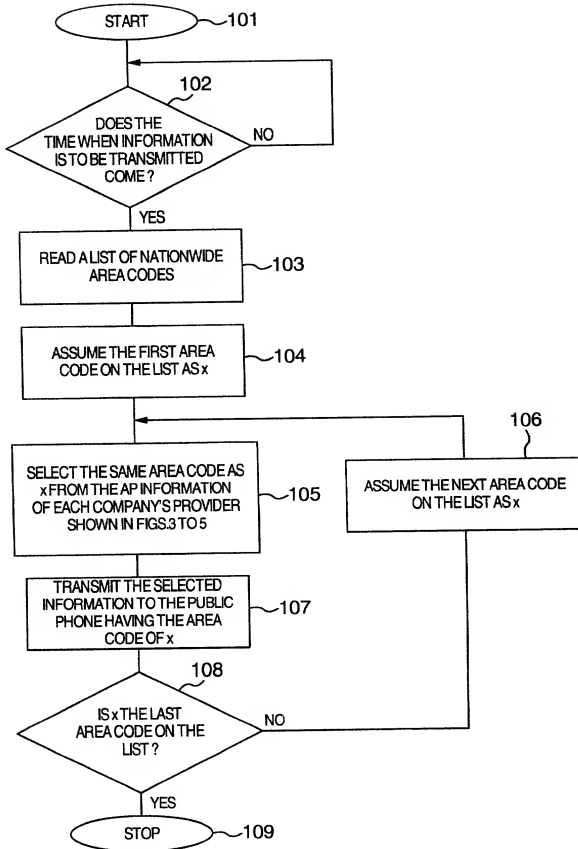 START
101
102
DOES THE
TIME WHEN INFORMATION
IS TO BE TRANSMITTED
COME ?
NO
YES
READ A LIST OF NATIONWIDE
AREA CODES
103
ASSUME THE FIRST AREA
CODE ON THE LIST AS x
104
106
SELECT THE SAME AREA CODE AS
x FROM THE AP INFORMATION
OF EACH COMPANY'S PROVIDER
SHOWN IN FIGS.3 TO 5
105
ASSUME THE NEXT AREA CODE
ON THE LIST AS x
TRANSMIT THE SELECTED
INFORMATION TO THE PUBLIC
PHONE HAVING THE AREA
CODE OF x
107
108
IS x THE LAST
AREA CODE ON THE
LIST ?
NO
YES
STOP
109